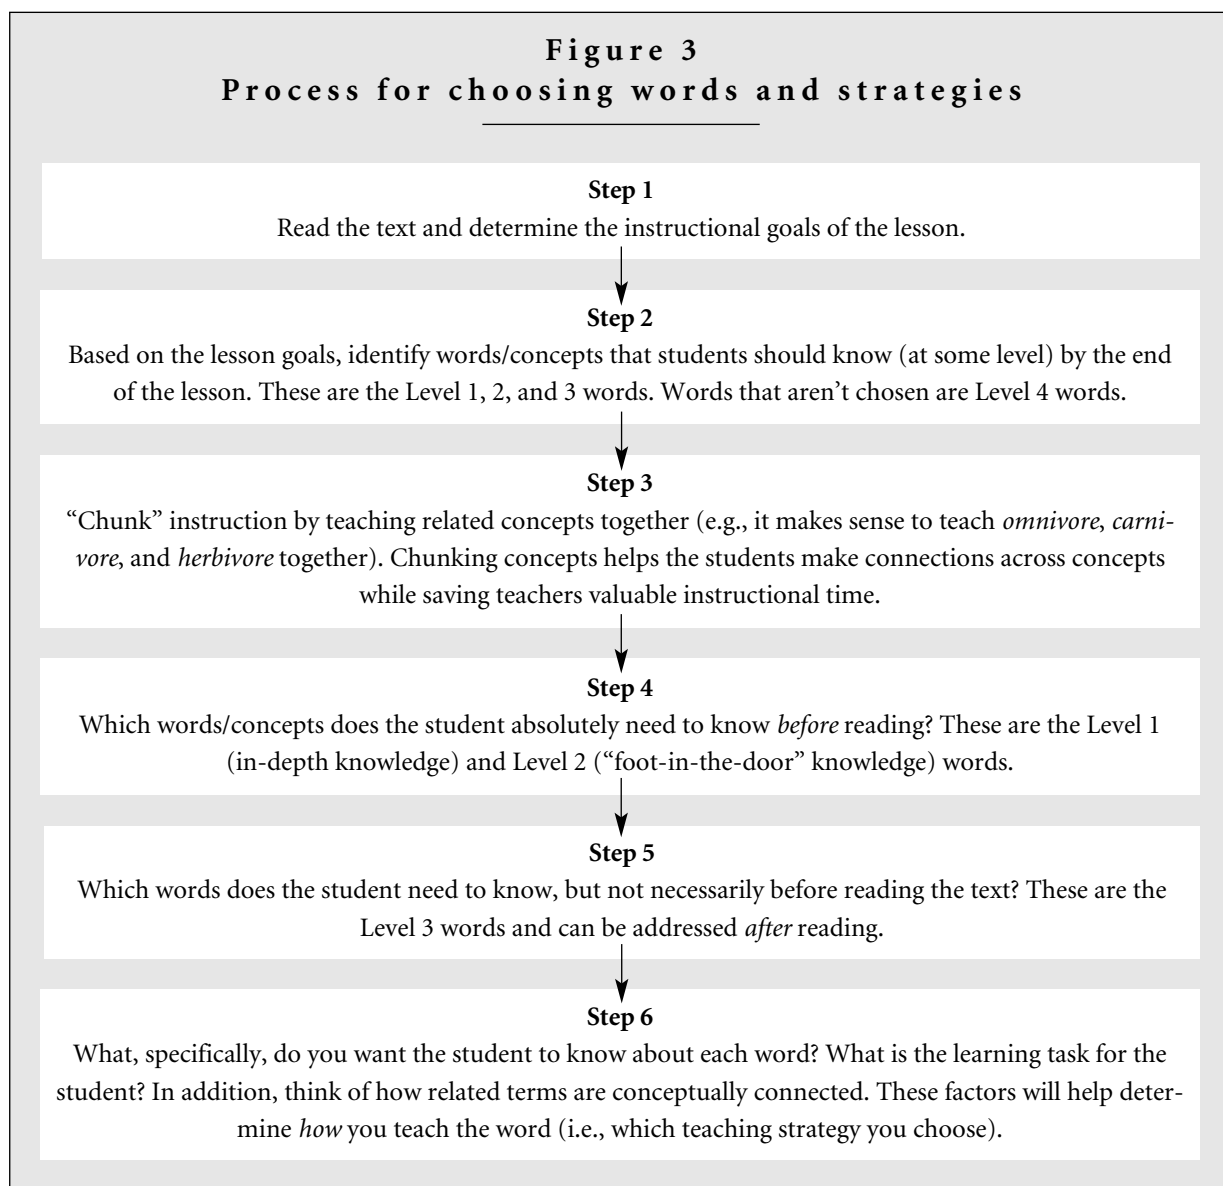 Figure 3
Process for choosing words and strategies
Step 1
Read the text and determine the instructional goals of the lesson.
Step 2
Based on the lesson goals, identify words/concepts that students should know (at some level) by the end
of the lesson. These are the Level 1, 2, and 3 words. Words that aren't chosen are Level 4 words.
Step 3
“Chunk” instruction by teaching related concepts together (e.g., it makes sense to teach omnivore, carni-
vore, and herbivore together). Chunking concepts helps the students make connections across concepts
while saving teachers valuable instructional time.
Step 4
Which words/concepts does the student absolutely need to know before reading? These are the Level 1
(in-depth knowledge) and Level 2 (“foot-in-the-door” knowledge) words.
Step 5
Which words does the student need to know, but not necessarily before reading the text? These are the
Level 3 words and can be addressed after reading.
Step 6
What, specifically, do you want the student to know about each word? What is the learning task for the
student? In addition, think of how related terms are conceptually connected. These factors will help deter-
mine how you teach the word (i.e., which teaching strategy you choose).